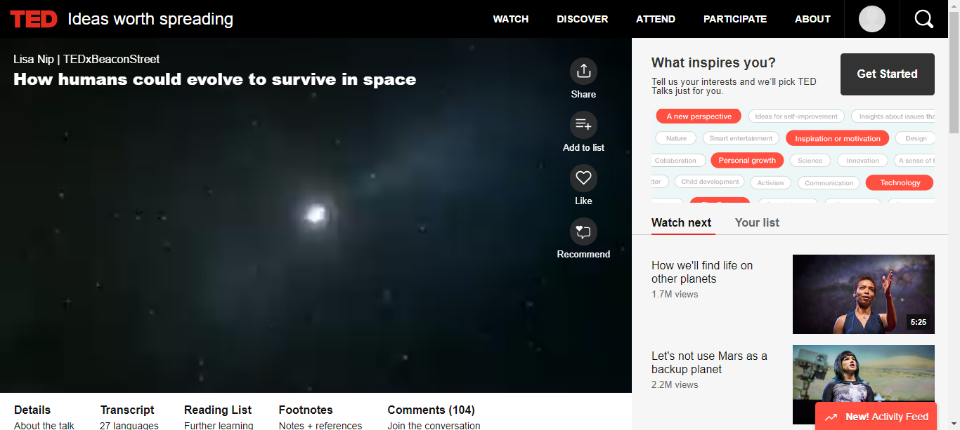 TED Ideas worth spreading
WATCH DISCOVER ATTEND PARTICIPATE ABOUT
Lisa Nip | TEDxBeaconStreet
How humans could evolve to survive in space
Share
Add to list
Like
Recommend
Details
About the talk
Transcript
27 languages
Reading List
Further learning
Footnotes
Notes + references
Comments (104)
Join the conversation
What inspires you?
Tell us your interests and we'll pick TED
Talks just for you.
Get Started
A new perspective Ideas for self-improvement Insights about issues
Nature Smart entertainment Inspiration or motivation Design
Collaboration Personal growth Science Innovation A sense of
Child development Activism Communication Technology
Watch next Your list
How we'll find life on
other planets
1.7M views
5:25
Let's not use Mars as a
backup planet
2.2M views
New! Activity Feed